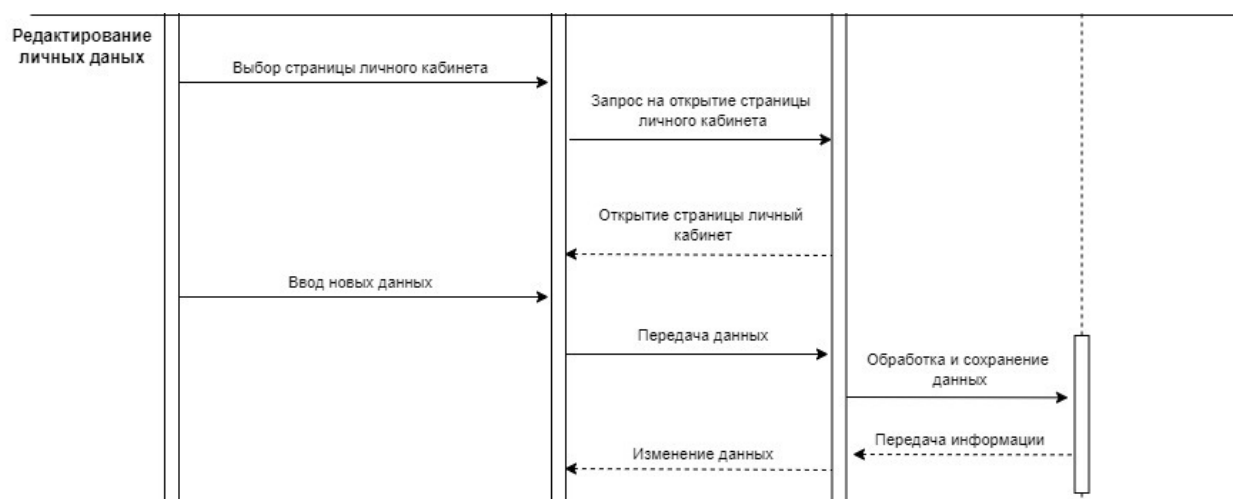 Редактирование
личных даных
Выбор страницы личного кабинета
Запрос на открытие страницы
личного кабинета
Открытие страницы личный
кабинет
Ввод новых данных
Передача данных
Обработка и сохранение
данных
Передача информации
Изменение данных